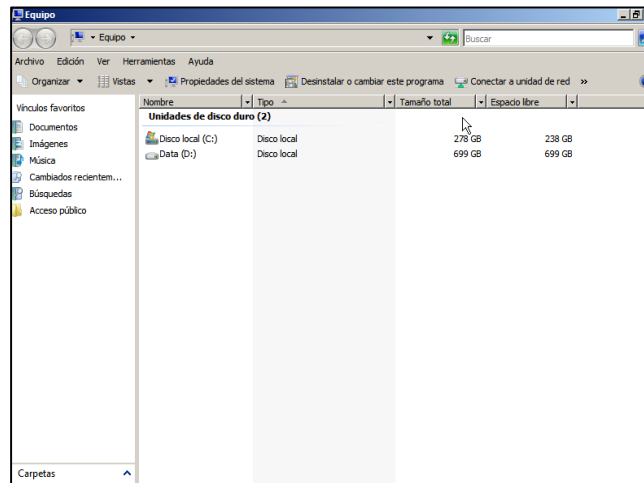 Equipo
Equipo
Buscar
Archivo Edición Ver Herramientas Ayuda
Organizar Vistas Propiedades del sistema Desinstalar o cambiar este programa Conectar a unidad de red »
Vínculos favoritos
Documentos
Imágenes
Música
Cambiados recientem...
Búsquedas
Acceso público
Carpetas
Nombre Tipo Tamaño total Espacio libre
Unidades de disco duro (2)
Disco local (C:) Disco local 278 GB 238 GB
Data (D:) Disco local 699 GB 699 GB